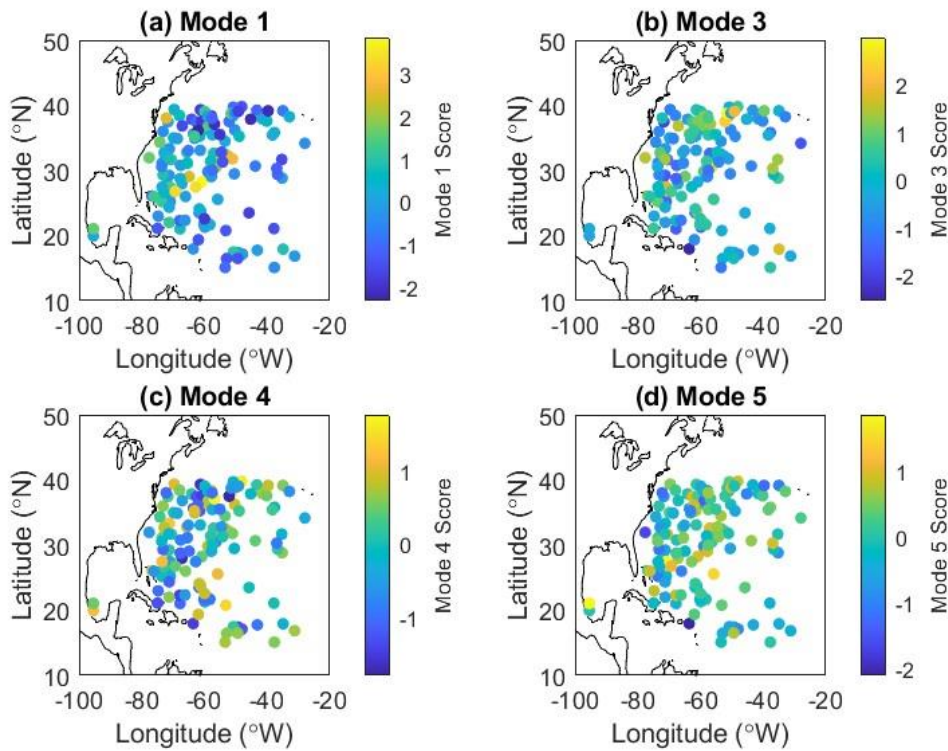 (a) Mode 1
50
40
30
20
10
Latitude (°N)
-100 -80 -60 -40 -20
Longitude (°W)
3
2
1
0
-1
-2
Mode 1 Score
(b) Mode 3
50
40
30
20
10
Latitude (°N)
-100 -80 -60 -40 -20
Longitude (°W)
2
1
0
-1
-2
Mode 3 Score
(c) Mode 4
50
40
30
20
10
Latitude (°N)
-100 -80 -60 -40 -20
Longitude (°W)
1
0
-1
Mode 4 Score
(d) Mode 5
50
40
30
20
10
Latitude (°N)
-100 -80 -60 -40 -20
Longitude (°W)
1
0
-1
-2
Mode 5 Score